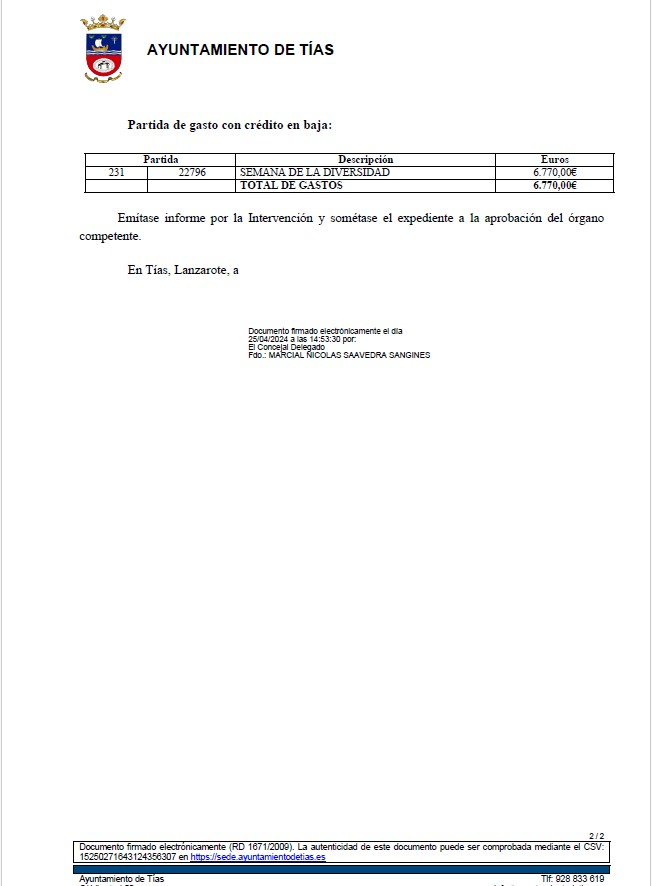 AYUNTAMIENTO DE TÍAS
Partida de gasto con crédito en baja:
Partida Descripción Euros
231 22796 SEMANA DE LA DIVERSIDAD 6.770,00€
TOTAL DE GASTOS 6.770,00€
Emítase informe por la Intervención y sométase el expediente a la aprobación del órgano
competente.
En Tías, Lanzarote, a
Documento firmado electrónicamente el día
25/04/2024 a las 14:53:30 por:
El Concejal Delegado
Fdo.: MARCIAL NICOLAS SAAVEDRA SANGINES
2 / 2
Documento firmado electrónicamente (RD 1671/2009). La autenticidad de este documento puede ser comprobada mediante el CSV:
15250271643124356307 en https://sede.ayuntamientodetias.es
Ayuntamiento de Tías Tlf: 928 833 619